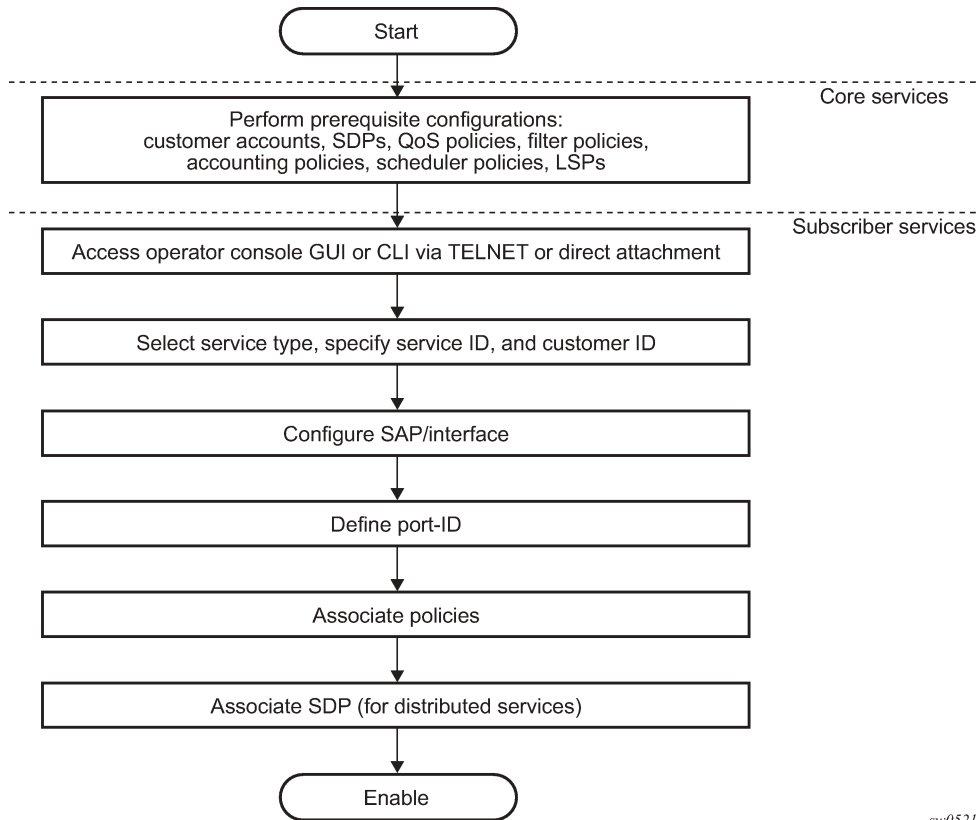 Start
Core services
Perform prerequisite configurations:
customer accounts, SDPs, QoS policies, filter policies,
accounting policies, scheduler policies, LSPs
Subscriber services
Access operator console GUI or CLI via TELNET or direct attachment
Select service type, specify service ID, and customer ID
Configure SAP/interface
Define port-ID
Associate policies
Associate SDP (for distributed services)
Enable